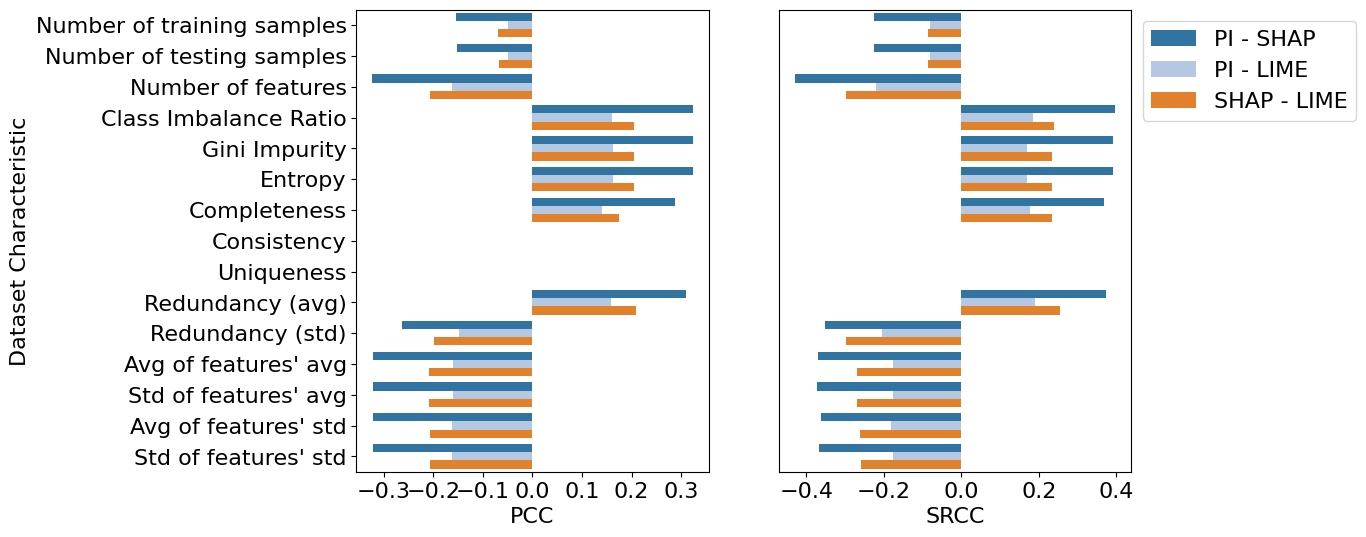 Dataset Characteristic
Number of training samples
Number of testing samples
Number of features
Class Imbalance Ratio
Gini Impurity
Entropy
Completeness
Consistency
Uniqueness
Redundancy (avg)
Redundancy (std)
Avg of features' avg
Std of features' avg
Avg of features' std
Std of features' std
−0.3 −0.2 −0.1 0.0 0.1 0.2 0.3
PCC
−0.4 −0.2 0.0 0.2 0.4
SRCC
PI - SHAP
PI - LIME
SHAP - LIME